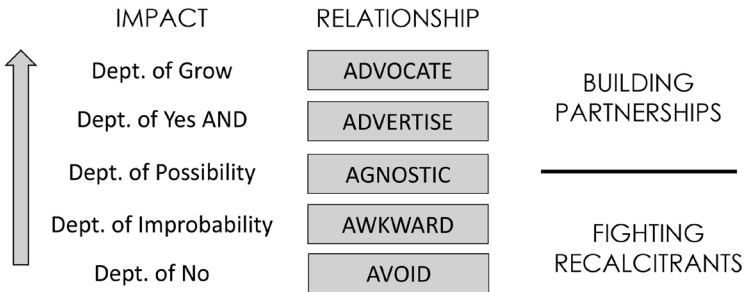 IMPACT RELATIONSHIP
Dept. of Grow ADVOCATE
Dept. of Yes AND ADVERTISE
Dept. of Possibility AGNOSTIC
Dept. of Improbability AWKWARD
Dept. of No AVOID
BUILDING
PARTNERSHIPS
FIGHTING
RECALCITRANTS